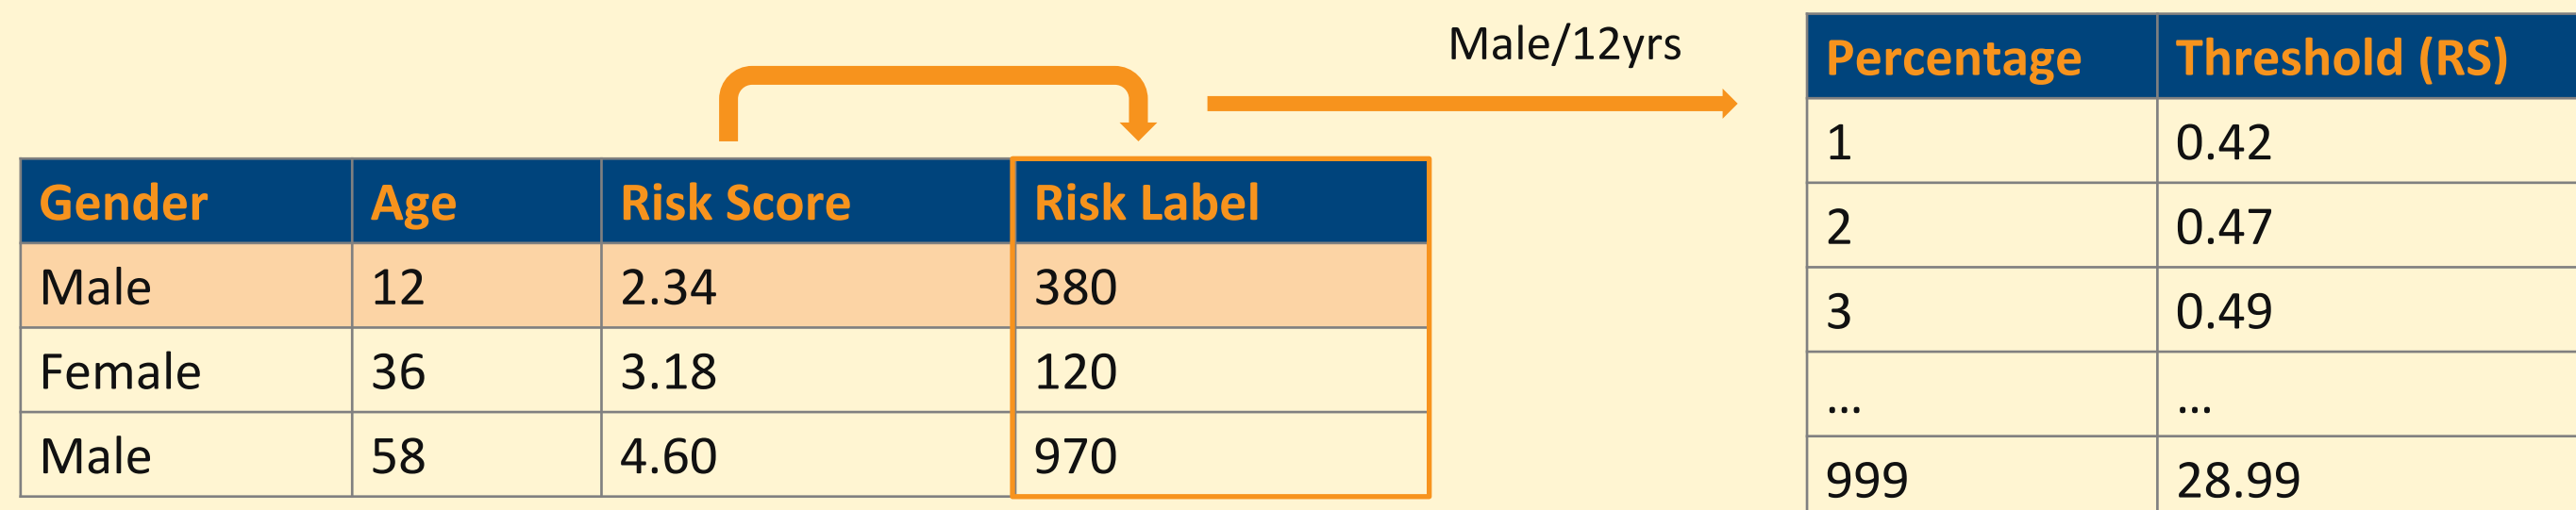 Male/12yrs
Gender Age Risk Score Risk Label
Male 12 2.34 380
Female 36 3.18 120
Male 58 4.60 970
Percentage Threshold (RS)
1 0.42
2 0.47
3 0.49
... ...
999 28.99